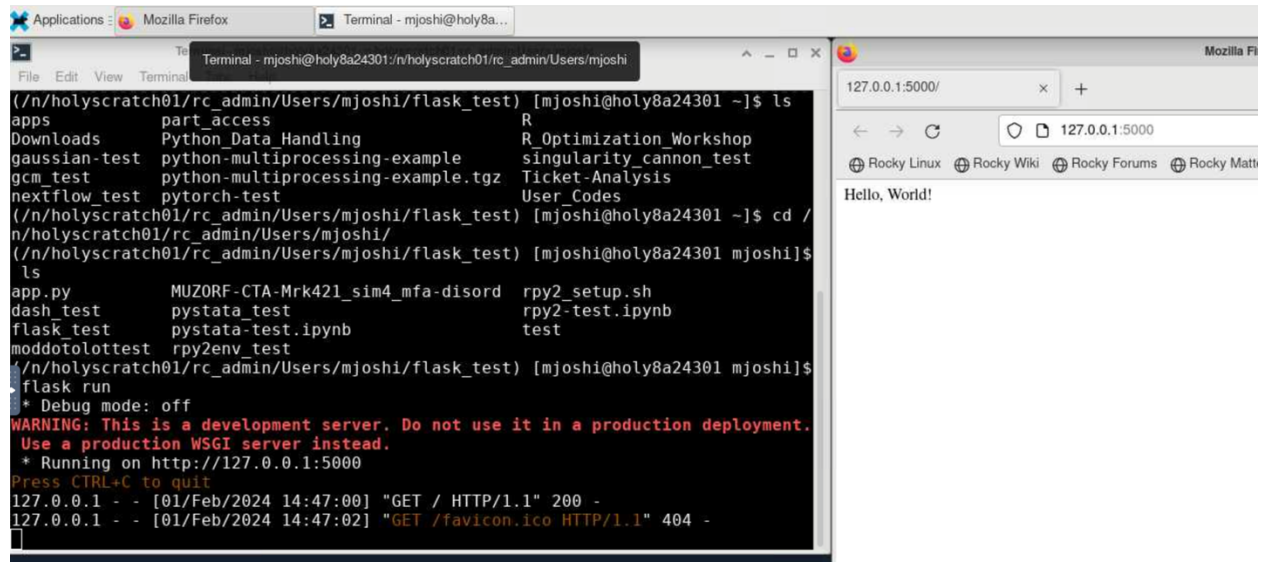 Applications
Mozilla Firefox
Terminal - mjoshi@holy8a...
Te
Terminal - mjoshi@holy8a24301:/n/holyscratch01/rc_admin/Users/mjoshi
File Edit View Terminal
(/n/holyscratch01/rc_admin/Users/mjoshi/flask_test) [mjoshi@holy8a24301 ~]$ ls
apps part_access R
Downloads Python_Data_Handling R_Optimization_Workshop
gaussian-test python-multiprocessing-example singularity_cannon_test
gcm_test python-multiprocessing-example.tgz Ticket-Analysis
nextflow_test pytorch-test User_Codes
(/n/holyscratch01/rc_admin/Users/mjoshi/flask_test) [mjoshi@holy8a24301 ~]$ cd /
n/holyscratch01/rc_admin/Users/mjoshi/
(/n/holyscratch01/rc_admin/Users/mjoshi/flask_test) [mjoshi@holy8a24301 mjoshi]$
ls
app.py MUZORF-CTA-Mrk421_sim4_mfa-disord rpy2_setup.sh
dash_test pystata_test rpy2-test.ipynb
flask_test pystata-test.ipynb test
moddotolottest rpy2env_test
(/n/holyscratch01/rc_admin/Users/mjoshi/flask_test) [mjoshi@holy8a24301 mjoshi]$
flask run
* Debug mode: off
WARNING: This is a development server. Do not use it in a production deployment.
Use a production WSGI server instead.
* Running on http://127.0.0.1:5000
Press CTRL+C to quit
127.0.0.1 - - [01/Feb/2024 14:47:00] "GET / HTTP/1.1" 200 -
127.0.0.1 - - [01/Feb/2024 14:47:02] "GET /favicon.ico HTTP/1.1" 404 -
Mozilla Fi
127.0.0.1:5000/
127.0.0.1:5000
Rocky Linux Rocky Wiki Rocky Forums Rocky Matt
Hello, World!